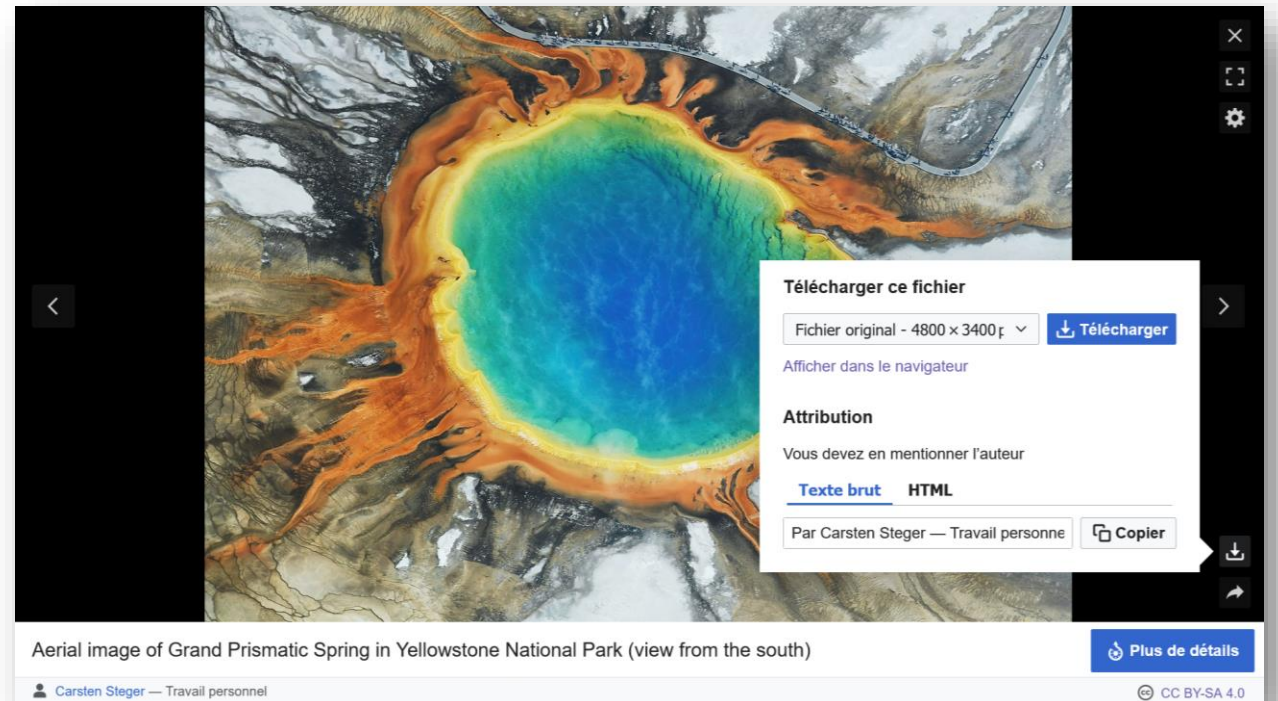 Télécharger ce fichier
Fichier original - 4800 × 3400 p
Télécharger
Afficher dans le navigateur
Attribution
Vous devez en mentionner l’auteur
Texte brut HTML
Par Carsten Steger — Travail personne
Copier
Aerial image of Grand Prismatic Spring in Yellowstone National Park (view from the south)
Plus de détails
Carsten Steger — Travail personnel
CC BY-SA 4.0